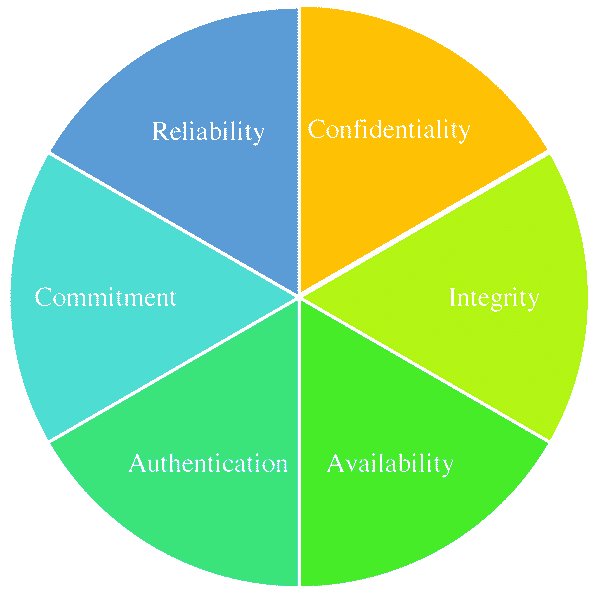 Reliability
Confidentiality
Commitment
Integrity
Authentication
Availability